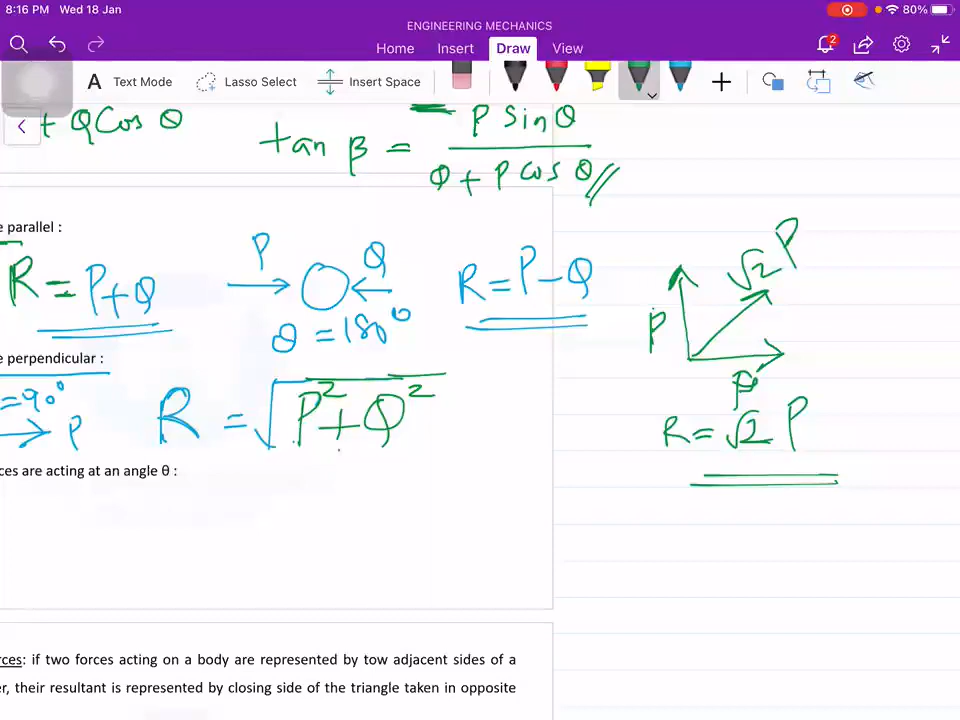 8:16 PM Wed 18 Jan
80%
ENGINEERING MECHANICS
Home Insert Draw View
2
A Text Mode Lasso Select Insert Space
+ QCos θ
tan β = P sinθ
Q + P cos θ
e parallel :
R = P+Q
P
Q
θ = 180°
R = P-Q
√2 P
P
P
R = √2 P
e perpendicular :
=90°
P
R = √P²+Q²
ces are acting at an angle θ :
rces: if two forces acting on a body are represented by tow adjacent sides of a
er, their resultant is represented by closing side of the triangle taken in opposite